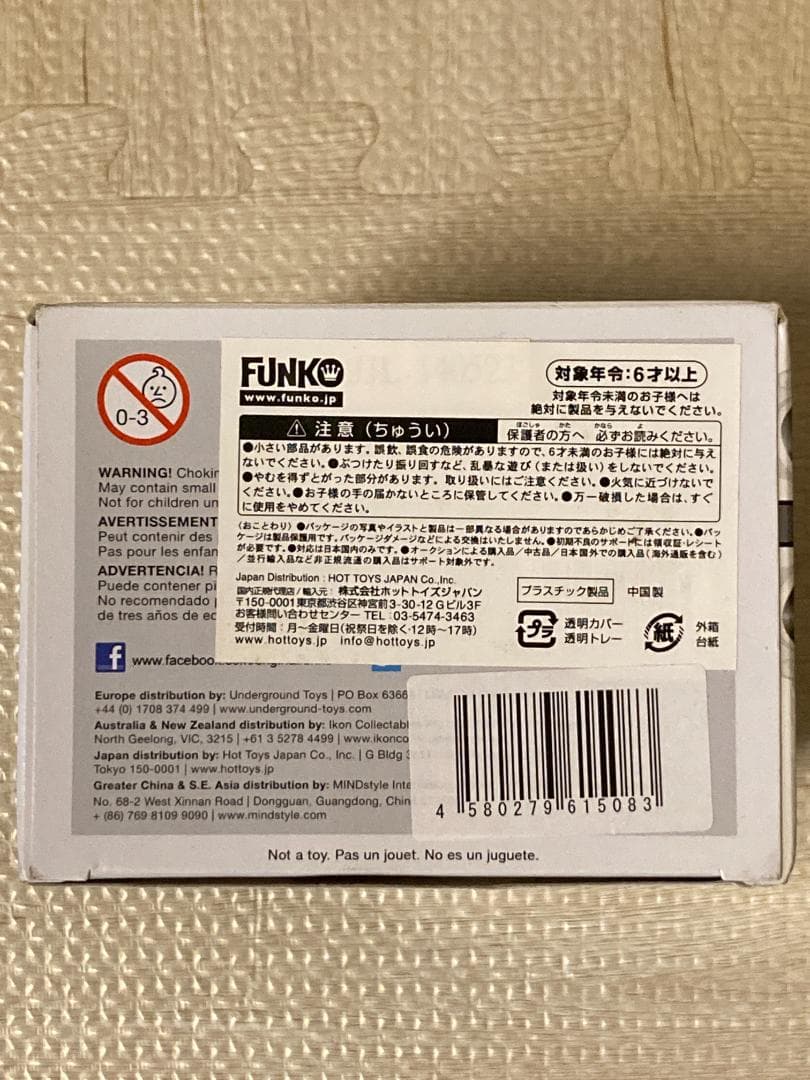 0-3
FUNKO
www.funko.jp
対象年令:6才以上
対象年令未満のお子様へは
絶対に製品を与えないでください。
注意(ちゅうい)
ほごしゃ かた かなら よ
保護者の方へ 必ずお読みください。
●小さい部品があります。誤飲、誤食の危険がありますので、6才未満のお子様には絶対に与え
ないでください。●ぶつけたり振り回すなど、乱暴な遊び(または扱い)をしないでください。
●やむを得ずとがった部分があります。取り扱いにはご注意ください。●火気に近づけないで
ください。●お子様の手の届かないところに保管してください。●万一破損した場合は、すぐ
に使用をやめてください。
(おことわり)●パッケージの写真やイラストと製品は一部異なる場合がありますのであらかじめご了承ください。●パッ
ケージは製品保護用です。パッケージダメージなどによる交換はいたしません。●初期不良のサポートには領収証・レシート
が必要です。●対応は日本国内のみです。●オークションによる購入品/中古品/日本国外での購入品(海外通販を含む)
/並行輸入品など非正規流通の購入品はサポート対象外です。
Japan Distribution : HOT TOYS JAPAN Co.,Inc.
国内正規代理店/輸入元: 株式会社ホットトイズジャパン
〒150-0001東京都渋谷区神宮前3-30-12 Gビル3F
お客様問い合わせセンター TEL:03-5474-3463
受付時間:月~金曜日(祝祭日を除く・12時~17時)
www.hottoys.jp info@hottoys.jp
プラスチック製品
中国製
プラ
透明カバー
透明トレー
紙
外箱
台紙
WARNING!
May contain small
Not for children
AVERTISSEMENT
Peut contenir des
Pas pour les
ADVERTENCIA!
Puede contener
No recomendado
de tres años de
www.facebook
Europe distribution by: Underground Toys | PO Box
+44 (0) 1708 374 499 | www.underground-toys.com
Australia & New Zealand distribution by: Ikon
North Geelong, VIC, 3215 | +61 3 5278 4499 |
Japan distribution by: Hot Toys Japan Co., Inc. | G Bldg
Tokyo 150-0001 | www.hottoys.jp
Greater China & S.E. Asia distribution by: MINDstyle
No. 68-2 West Xinnan Road | Dongguan, Guangdong,
+ (86) 769 8109 9090 | www.mindstyle.com
4 580279 615083
Not a toy. Pas un jouet. No es un juguete.